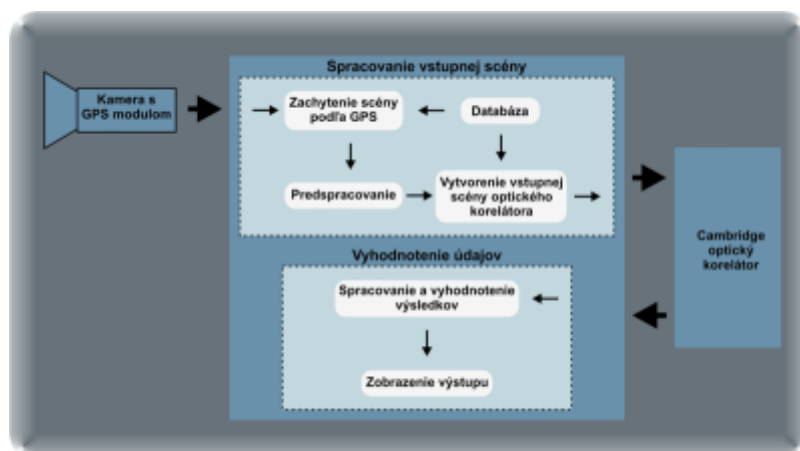 Spracovanie vstupnej scény
Kamera s
GPS modulom
Zachytenie scény
podľa GPS
Databáza
Predspracovanie
Vytvorenie vstupnej
scény optického
korelátora
Cambridge
optický
korelátor
Vyhodnotenie údajov
Spracovanie a vyhodnotenie
výsledkov
Zobrazenie výstupu